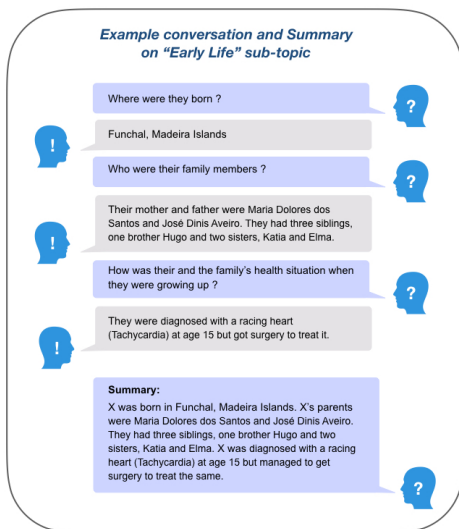 Example conversation and Summary
on “Early Life” sub-topic
Where were they born ?
?
Funchal, Madeira Islands
!
Who were their family members ?
?
Their mother and father were Maria Dolores dos
Santos and José Dinis Aveiro. They had three siblings,
one brother Hugo and two sisters, Katia and Elma.
!
How was their and the family’s health situation when
they were growing up ?
?
They were diagnosed with a racing heart
(Tachycardia) at age 15 but got surgery to treat it.
!
Summary:
X was born in Funchal, Madeira Islands. X’s parents
were Maria Dolores dos Santos and José Dinis Aveiro.
They had three siblings, one brother Hugo and two
sisters, Katia and Elma. X was diagnosed with a racing
heart (Tachycardia) at age 15 but managed to get
surgery to treat the same.
?